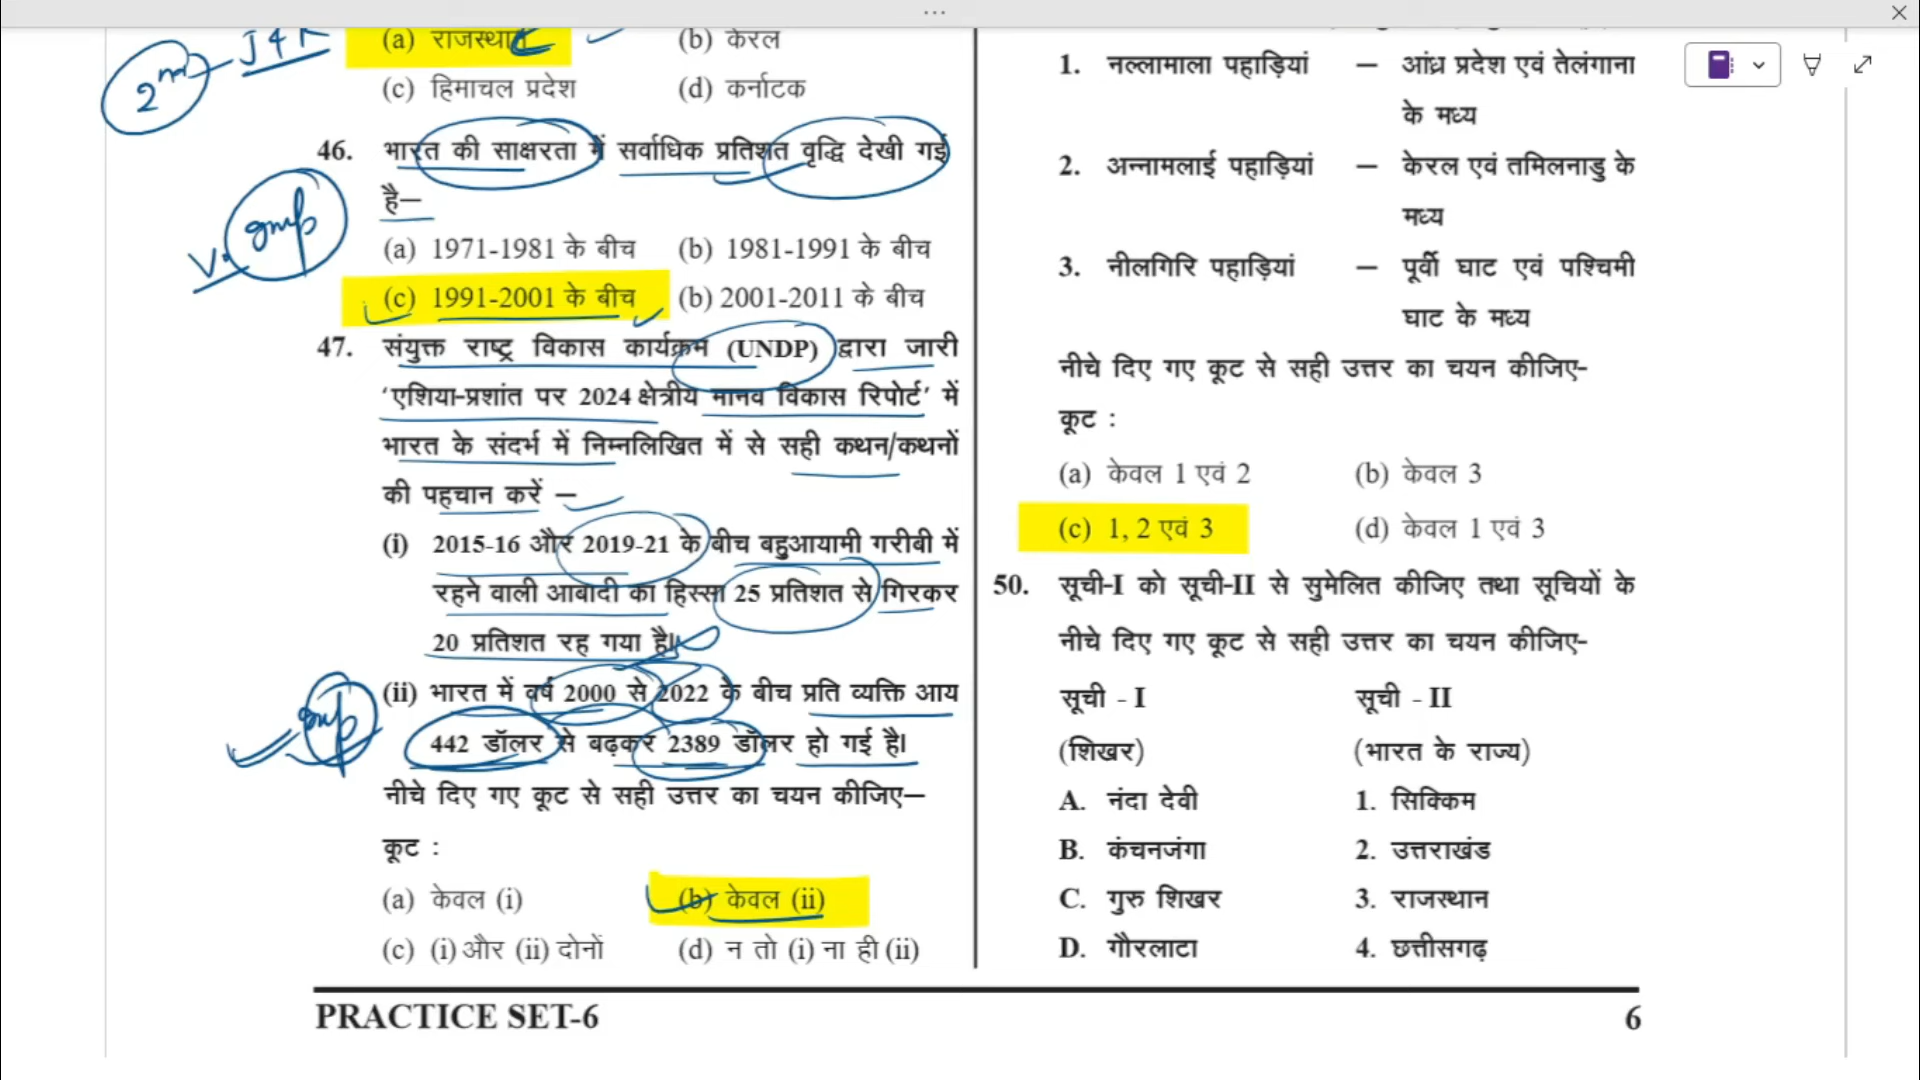 2nd J & K
(a) राजस्थान (b) केरल
(c) हिमाचल प्रदेश (d) कर्नाटक
46. भारत की साक्षरता में सर्वाधिक प्रतिशत वृद्धि देखी गई
है—
(a) 1971-1981 के बीच (b) 1981-1991 के बीच
(c) 1991-2001 के बीच (b) 2001-2011 के बीच
47. संयुक्त राष्ट्र विकास कार्यक्रम (UNDP) द्वारा जारी
‘एशिया-प्रशांत पर 2024 क्षेत्रीय मानव विकास रिपोर्ट’ में
भारत के संदर्भ में निम्नलिखित में से सही कथन/कथनों
की पहचान करें —
(i) 2015-16 और 2019-21 के बीच बहुआयामी गरीबी में
रहने वाली आबादी का हिस्सा 25 प्रतिशत से गिरकर
20 प्रतिशत रह गया है।
(ii) भारत में वर्ष 2000 से 2022 के बीच प्रति व्यक्ति आय
442 डॉलर से बढ़कर 2389 डॉलर हो गई है।
नीचे दिए गए कूट से सही उत्तर का चयन कीजिए—
कूट :
(a) केवल (i) (b) केवल (ii)
(c) (i) और (ii) दोनों (d) न तो (i) ना ही (ii)
1. नल्लामाला पहाड़ियां — आंध्र प्रदेश एवं तेलंगाना
के मध्य
2. अन्नामलाई पहाड़ियां — केरल एवं तमिलनाडु के
मध्य
3. नीलगिरि पहाड़ियां — पूर्वी घाट एवं पश्चिमी
घाट के मध्य
नीचे दिए गए कूट से सही उत्तर का चयन कीजिए-
कूट :
(a) केवल 1 एवं 2 (b) केवल 3
(c) 1, 2 एवं 3 (d) केवल 1 एवं 3
50. सूची-I को सूची-II से सुमेलित कीजिए तथा सूचियों के
नीचे दिए गए कूट से सही उत्तर का चयन कीजिए-
सूची - I सूची - II
(शिखर) (भारत के राज्य)
A. नंदा देवी 1. सिक्किम
B. कंचनजंगा 2. उत्तराखंड
C. गुरु शिखर 3. राजस्थान
D. गौरलाटा 4. छत्तीसगढ़
PRACTICE SET-6 6